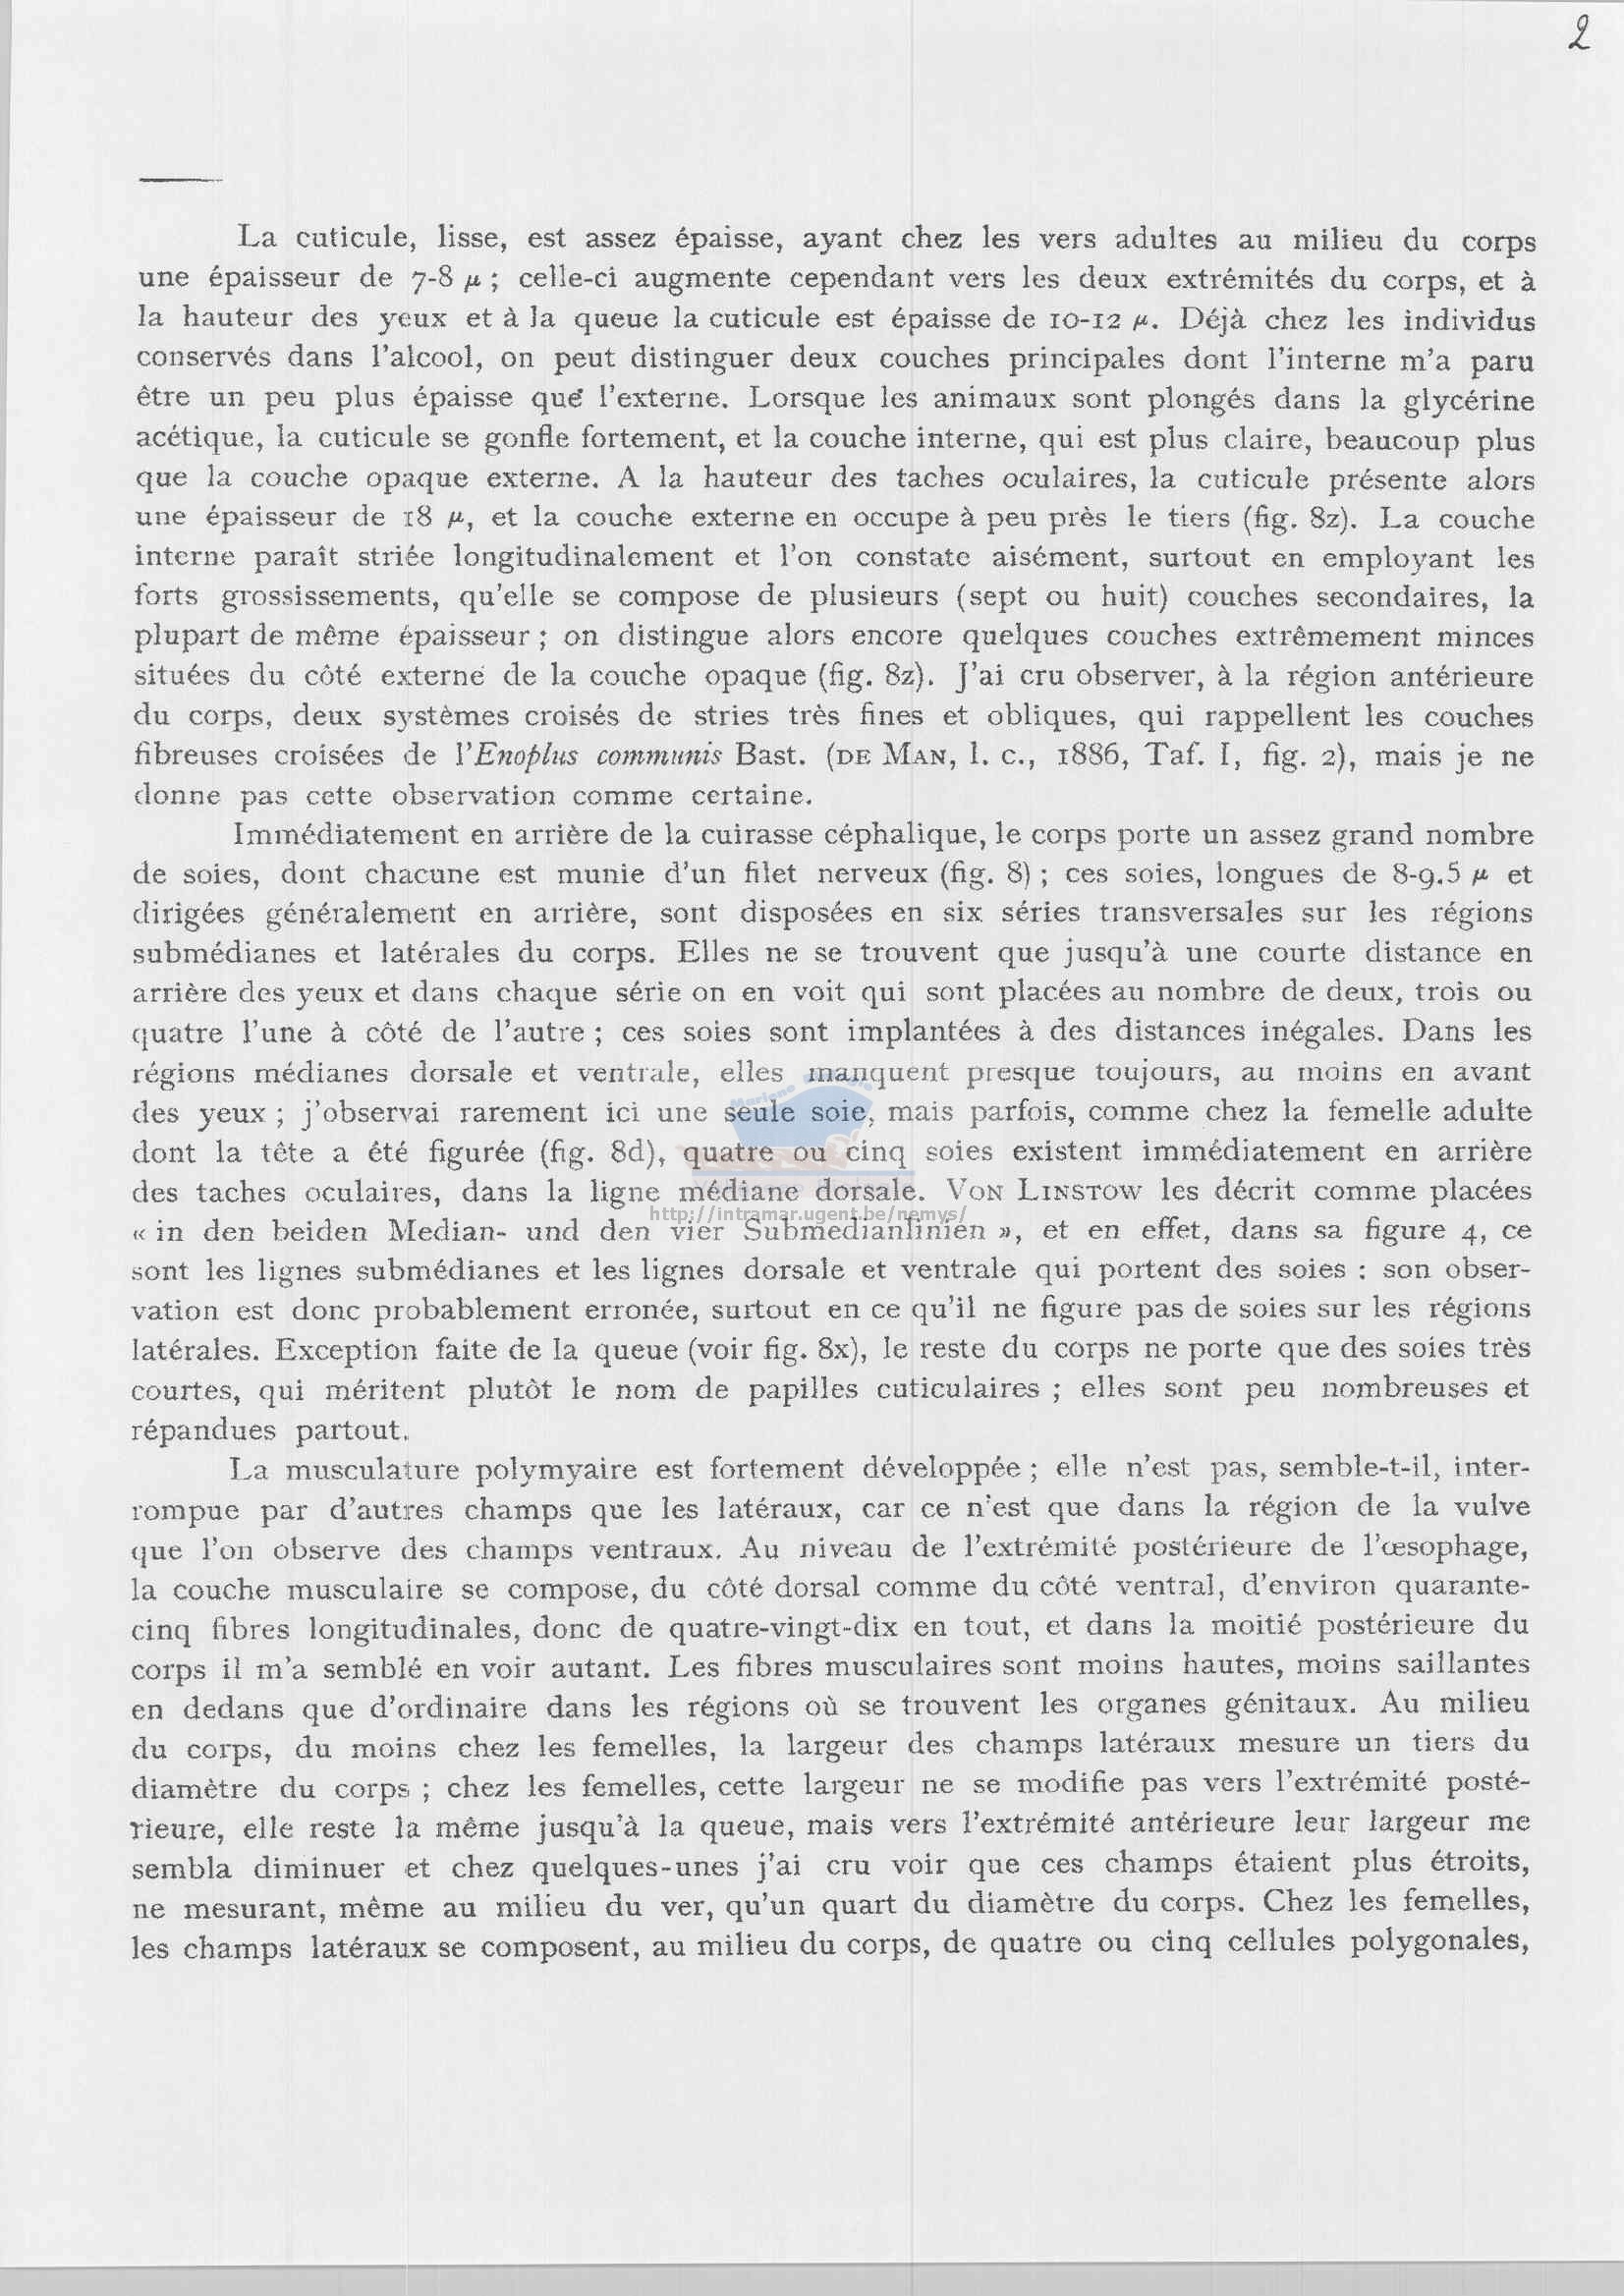 2
La cuticule, lisse, est assez épaisse, ayant chez les vers adultes au milieu du corps
une épaisseur de 7-8 µ ; celle-ci augmente cependant vers les deux extrémités du corps, et à
la hauteur des yeux et à la queue la cuticule est épaisse de 10-12 µ. Déjà chez les individus
conservés dans l'alcool, on peut distinguer deux couches principales dont l'interne m'a paru
être un peu plus épaisse que l'externe. Lorsque les animaux sont plongés dans la glycérine
acétique, la cuticule se gonfle fortement, et la couche interne, qui est plus claire, beaucoup plus
que la couche opaque externe. A la hauteur des taches oculaires, la cuticule présente alors
une épaisseur de 18 µ, et la couche externe en occupe à peu près le tiers (fig. 8z). La couche
interne paraît striée longitudinalement et l'on constate aisément, surtout en employant les
forts grossissements, qu'elle se compose de plusieurs (sept ou huit) couches secondaires, la
plupart de même épaisseur ; on distingue alors encore quelques couches extrêmement minces
situées du côté externe de la couche opaque (fig. 8z). J'ai cru observer, à la région antérieure
du corps, deux systèmes croisés de stries très fines et obliques, qui rappellent les couches
fibreuses croisées de l'Enoplus communis Bast. (DE MAN, l. c., 1886, Taf. I, fig. 2), mais je ne
donne pas cette observation comme certaine.
Immédiatement en arrière de la cuirasse céphalique, le corps porte un assez grand nombre
de soies, dont chacune est munie d'un filet nerveux (fig. 8) ; ces soies, longues de 8-9.5 µ et
dirigées généralement en arrière, sont disposées en six séries transversales sur les régions
submédianes et latérales du corps. Elles ne se trouvent que jusqu'à une courte distance en
arrière des yeux et dans chaque série on en voit qui sont placées au nombre de deux, trois ou
quatre l'une à côté de l'autre ; ces soies sont implantées à des distances inégales. Dans les
régions médianes dorsale et ventrale, elles manquent presque toujours, au moins en avant
des yeux ; j'observai rarement ici une seule soie, mais parfois, comme chez la femelle adulte
dont la tête a été figurée (fig. 8d), quatre ou cinq soies existent immédiatement en arrière
des taches oculaires, dans la ligne médiane dorsale. VON LINSTOW les décrit comme placées
http://intramar.ugent.be/nemys/
« in den beiden Median- und den vier Submedianlinien », et en effet, dans sa figure 4, ce
sont les lignes submédianes et les lignes dorsale et ventrale qui portent des soies : son obser-
vation est donc probablement erronée, surtout en ce qu'il ne figure pas de soies sur les régions
latérales. Exception faite de la queue (voir fig. 8x), le reste du corps ne porte que des soies très
courtes, qui méritent plutôt le nom de papilles cuticulaires ; elles sont peu nombreuses et
répandues partout.
La musculature polymyaire est fortement développée ; elle n'est pas, semble-t-il, inter-
rompue par d'autres champs que les latéraux, car ce n'est que dans la région de la vulve
que l'on observe des champs ventraux. Au niveau de l'extrémité postérieure de l'œsophage,
la couche musculaire se compose, du côté dorsal comme du côté ventral, d'environ quarante-
cinq fibres longitudinales, donc de quatre-vingt-dix en tout, et dans la moitié postérieure du
corps il m'a semblé en voir autant. Les fibres musculaires sont moins hautes, moins saillantes
en dedans que d'ordinaire dans les régions où se trouvent les organes génitaux. Au milieu
du corps, du moins chez les femelles, la largeur des champs latéraux mesure un tiers du
diamètre du corps ; chez les femelles, cette largeur ne se modifie pas vers l'extrémité posté-
rieure, elle reste la même jusqu'à la queue, mais vers l'extrémité antérieure leur largeur me
sembla diminuer et chez quelques-unes j'ai cru voir que ces champs étaient plus étroits,
ne mesurant, même au milieu du ver, qu'un quart du diamètre du corps. Chez les femelles,
les champs latéraux se composent, au milieu du corps, de quatre ou cinq cellules polygonales,